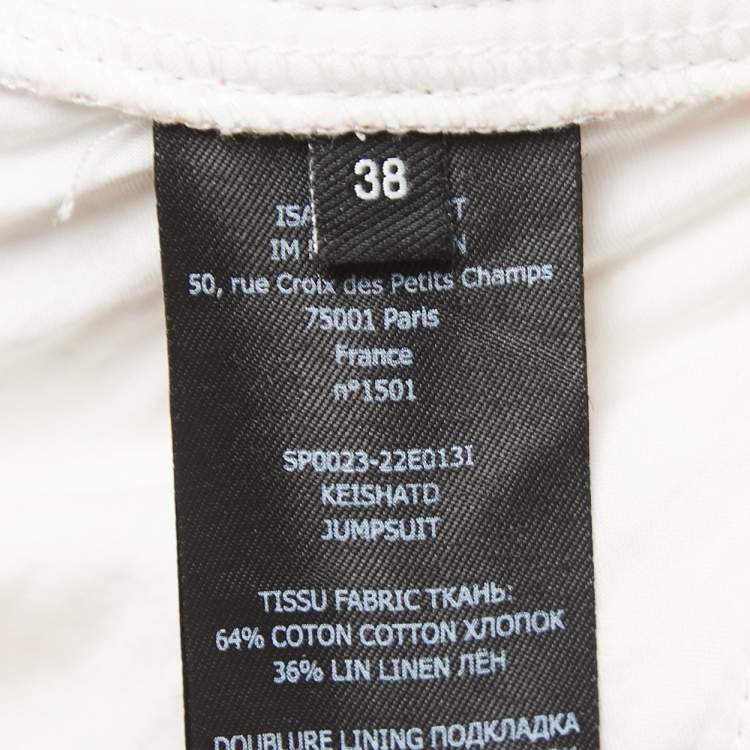 38
50, rue Croix des Petits Champs
75001 Paris
France
n°1501
SP0023-22E013I
KEISHATD
JUMPSUIT
TISSU FABRIC ТКАНЬ:
64% COTON COTTON ХЛОПОК
36% LIN LINEN ЛЁН
DOUBLURE LINING ПОДКЛАДКА